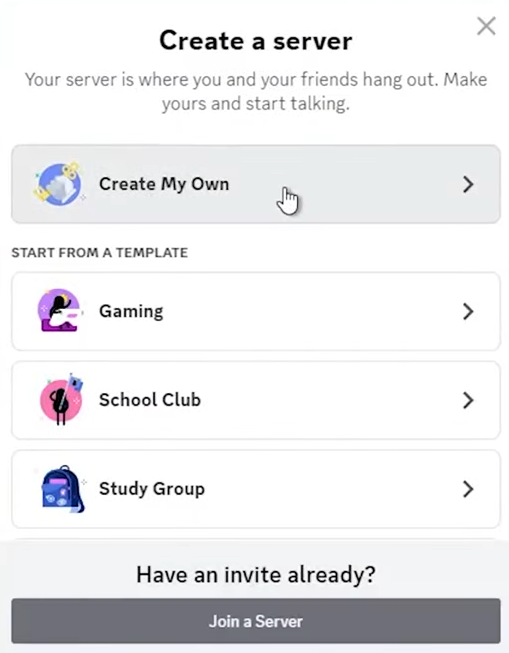 Create a server
Your server is where you and your friends hang out. Make
yours and start talking.
Create My Own
START FROM A TEMPLATE
Gaming
School Club
Study Group
Have an invite already?
Join a Server